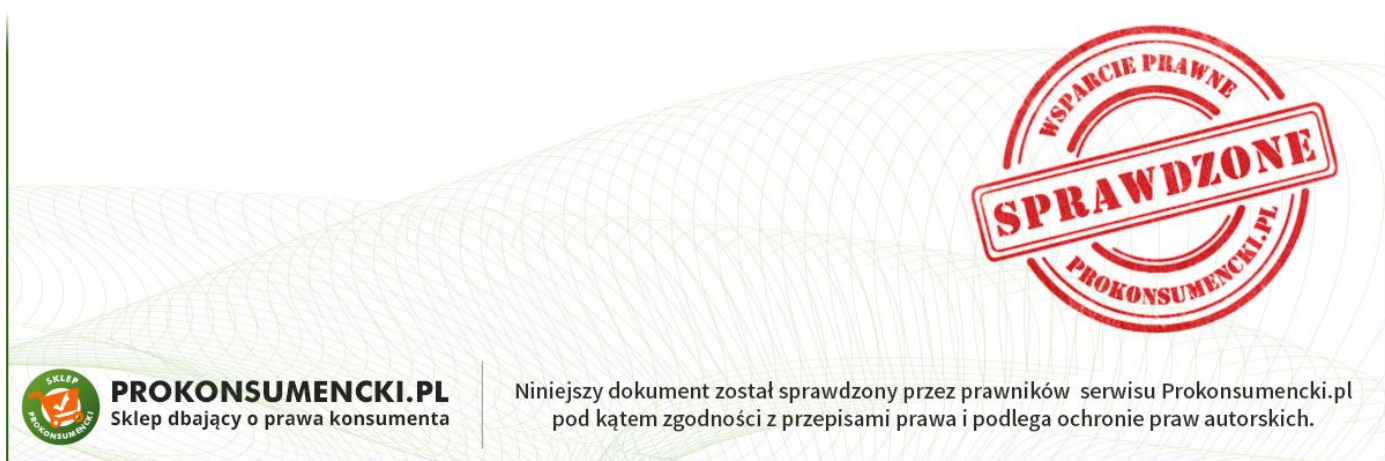 WSPARCIE PRAWNE
SPRAWDZONE
PROKONSUMENCKI.PL
SKLEP
PROKONSUMENCKI
PROKONSUMENCKI.PL
Sklep dbający o prawa konsumenta
Niniejszy dokument został sprawdzony przez prawników serwisu Prokonsumencki.pl
pod kątem zgodności z przepisami prawa i podlega ochronie praw autorskich.